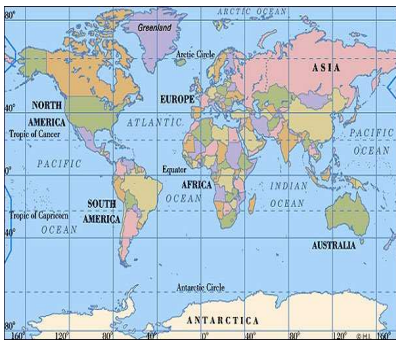 ARCTIC OCEAN
80°
80°
Greenland
Arctic Circle
ASIA
EUROPE
NORTH
AMERICA
ATLANTIC
OCEAN
40°
40°
Tropic of Cancer
PACIFIC
OCEAN
PACIFIC
OCEAN
Equator
0°
0°
AFRICA
INDIAN
OCEAN
SOUTH
AMERICA
Tropic of Capricorn
40°
40°
AUSTRALIA
Antarctic Circle
ANTARCTICA
80°
80°
160°
120°
80°
40°
0°
40°
80°
120°
160°